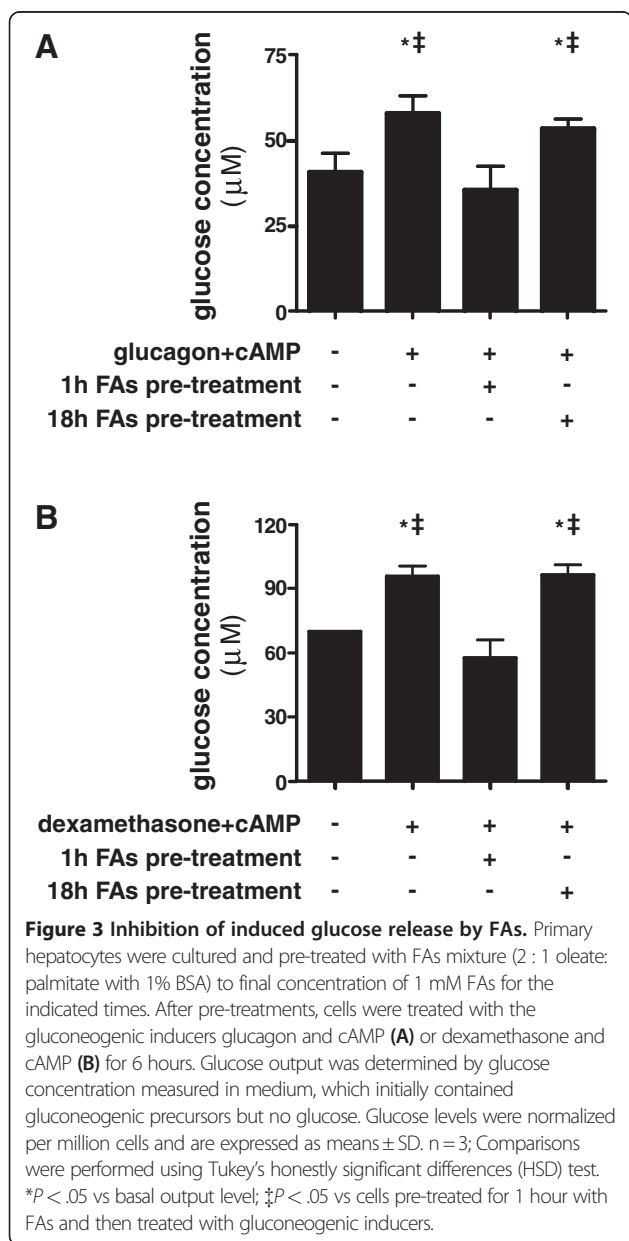 A
glucose concentration
(μM)
75
50
25
0
*‡ *‡
glucagon+cAMP - + + +
1h FAs pre-treatment - - + -
18h FAs pre-treatment - - - +
B
glucose concentration
(μM)
120
90
60
30
0
*‡ *‡
dexamethasone+cAMP - + + +
1h FAs pre-treatment - - + -
18h FAs pre-treatment - - - +
Figure 3 Inhibition of induced glucose release by FAs. Primary
hepatocytes were cultured and pre-treated with FAs mixture (2 : 1 oleate:
palmitate with 1% BSA) to final concentration of 1 mM FAs for the
indicated times. After pre-treatments, cells were treated with the
gluconeogenic inducers glucagon and cAMP (A) or dexamethasone and
cAMP (B) for 6 hours. Glucose output was determined by glucose
concentration measured in medium, which initially contained
gluconeogenic precursors but no glucose. Glucose levels were normalized
per million cells and are expressed as means ± SD. n = 3; Comparisons
were performed using Tukey's honestly significant differences (HSD) test.
*P < .05 vs basal output level; ‡P < .05 vs cells pre-treated for 1 hour with
FAs and then treated with gluconeogenic inducers.